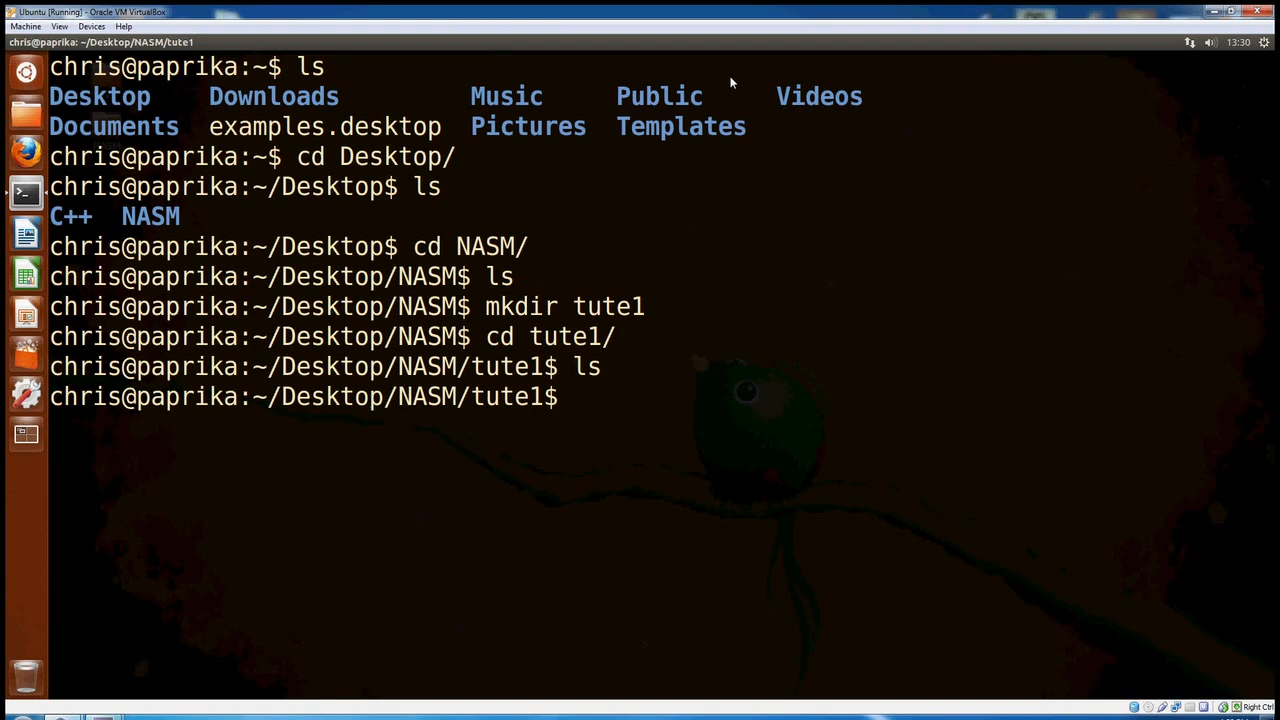 Ubuntu [Running] - Oracle VM VirtualBox
Machine View Devices Help
chris@paprika: ~/Desktop/NASM/tute1 13:30
chris@paprika:~$ ls
Desktop Downloads Music Public Videos
Documents examples.desktop Pictures Templates
chris@paprika:~$ cd Desktop/
chris@paprika:~/Desktop$ ls
C++ NASM
chris@paprika:~/Desktop$ cd NASM/
chris@paprika:~/Desktop/NASM$ ls
chris@paprika:~/Desktop/NASM$ mkdir tute1
chris@paprika:~/Desktop/NASM$ cd tute1/
chris@paprika:~/Desktop/NASM/tute1$ ls
chris@paprika:~/Desktop/NASM/tute1$
Right Ctrl